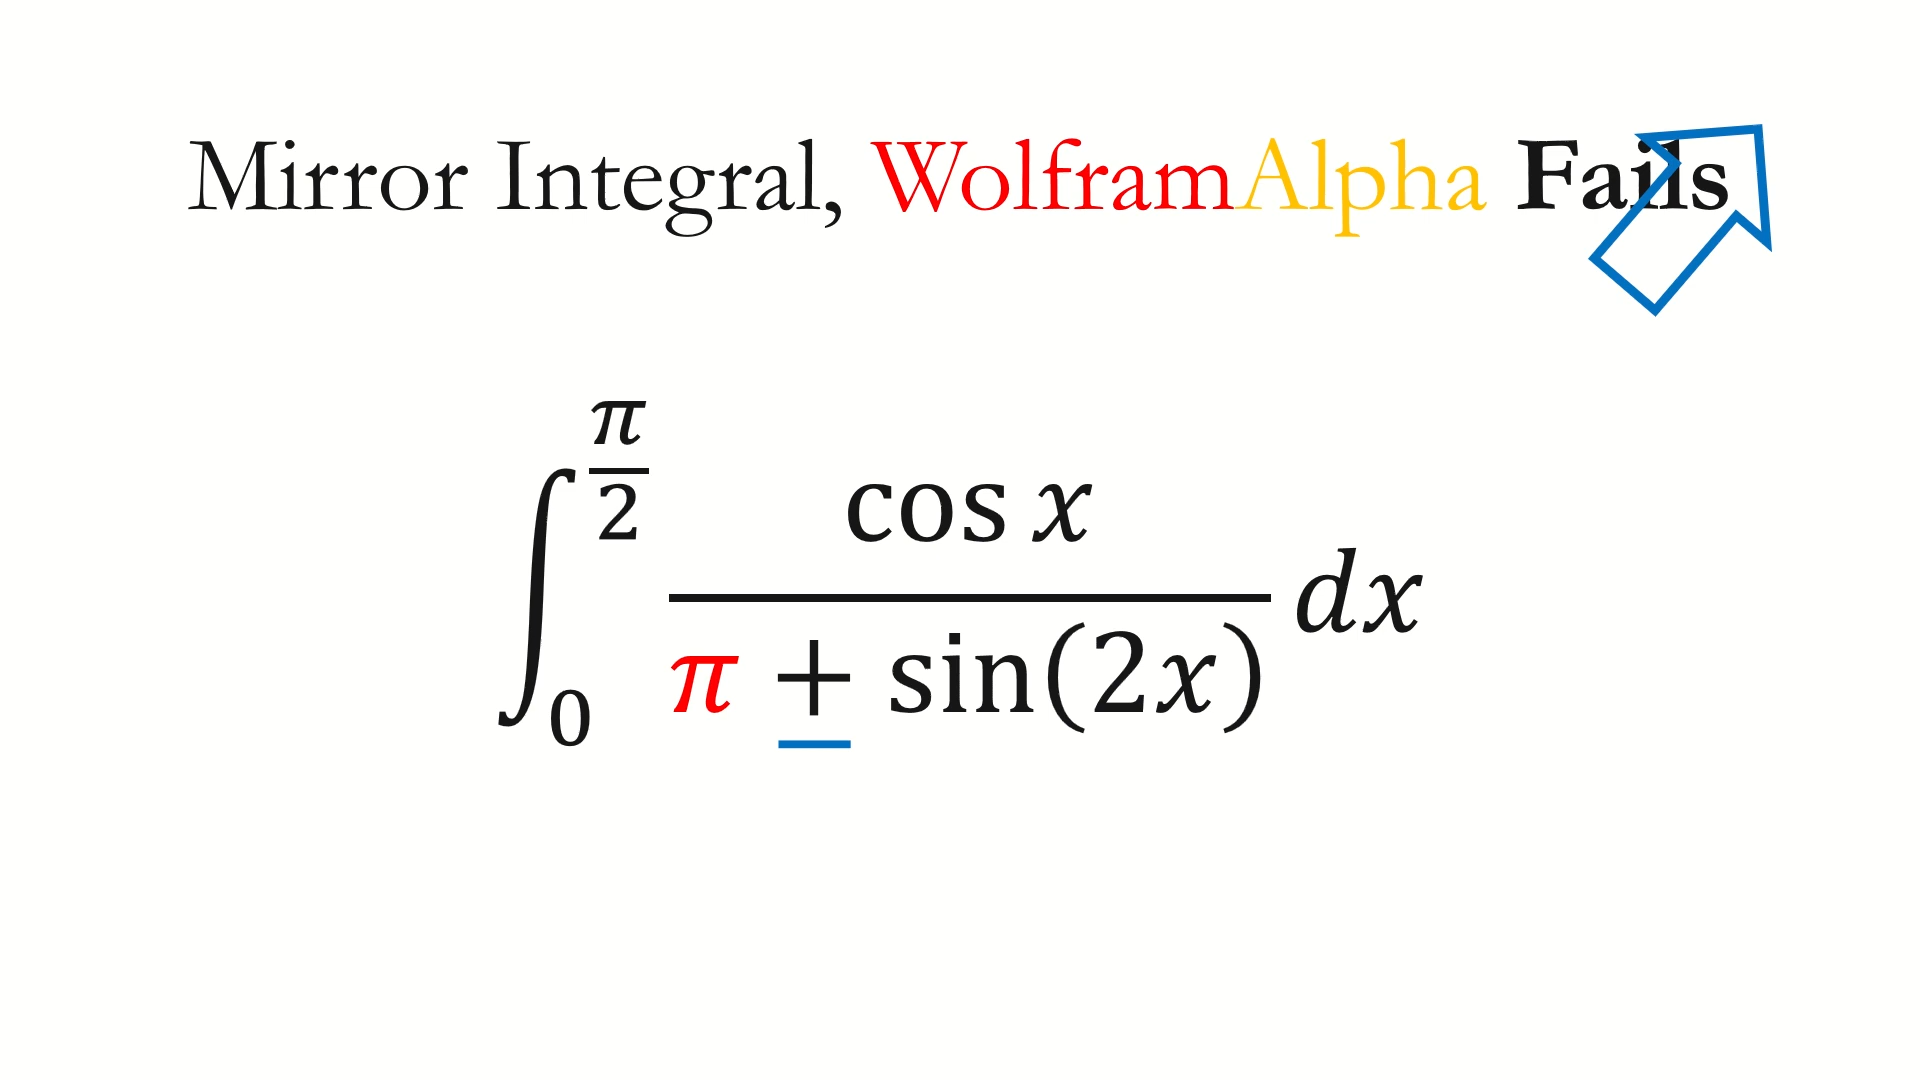 Mirror Integral, WolframAlpha Fails
∫₀^(π/2) cos x / (π + sin(2x)) dx